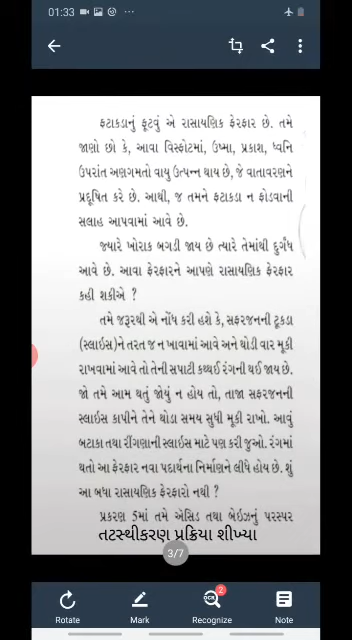 01:33
ફટાકડાનું ફૂટવું એ રાસાયણિક ફેરફાર છે. તમે
જાણો છો કે, આવા વિસ્ફોટમાં, ઉષ્મા, પ્રકાશ, ધ્વનિ
ઉપરાંત અણગમતો વાયુ ઉત્પન્ન થાય છે, જે વાતાવરણને
પ્રદૂષિત કરે છે. આથી, જ તમને ફટાકડા ન ફોડવાની
સલાહ આપવામાં આવે છે.
જ્યારે ખોરાક બગડી જાય છે ત્યારે તેમાંથી દુર્ગંધ
આવે છે. આવા ફેરફારને આપણે રાસાયણિક ફેરફાર
કહી શકીએ ?
તમે જરૂરથી એ નોંધ કરી હશે કે, સફરજનની ટૂકડા
(સ્લાઇસ)ને તરત જ ન ખાવામાં આવે અને થોડી વાર મૂકી
રાખવામાં આવે તો તેની સપાટી કથ્થઈ રંગની થઈ જાય છે.
જો તમે આમ થતું જોયું ન હોય તો, તાજા સફરજનની
સ્લાઇસ કાપીને તેને થોડા સમય સુધી મૂકી રાખો. આવું
બટાકા તથા રીંગણાની સ્લાઇસ માટે પણ કરી જુઓ. રંગમાં
થતો આ ફેરફાર નવા પદાર્થના નિર્માણને લીધે હોય છે. શું
આ બધા રાસાયણિક ફેરફારો નથી ?
પ્રકરણ 5માં તમે ઍસિડ તથા બેઇઝનું પરસ્પર
તટસ્થીકરણ પ્રક્રિયા શીખ્યા
3/7
2
OCR
Rotate Mark Recognize Note